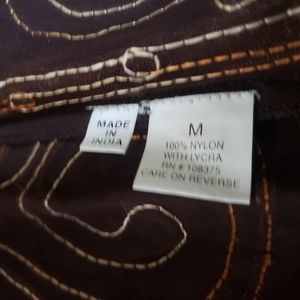 MADE
IN
INDIA
M
100% NYLON
WITH LYCRA
RN # 108375
CARE ON REVERSE